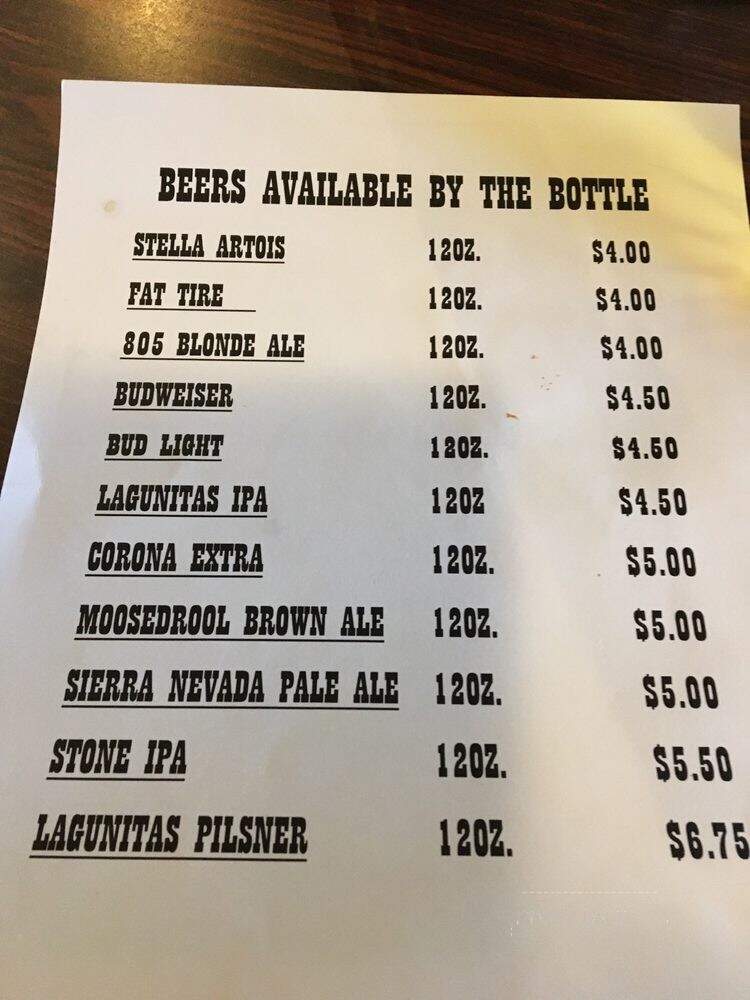 BEERS AVAILABLE BY THE BOTTLE
STELLA ARTOIS 12OZ. $4.00
FAT TIRE 12OZ. $4.00
805 BLONDE ALE 12OZ. $4.00
BUDWEISER 12OZ. $4.50
BUD LIGHT 12OZ. $4.50
LAGUNITAS IPA 12OZ $4.50
CORONA EXTRA 12OZ. $5.00
MOOSEDROOL BROWN ALE 12OZ. $5.00
SIERRA NEVADA PALE ALE 12OZ. $5.00
STONE IPA 12OZ. $5.50
LAGUNITAS PILSNER 12OZ. $6.75